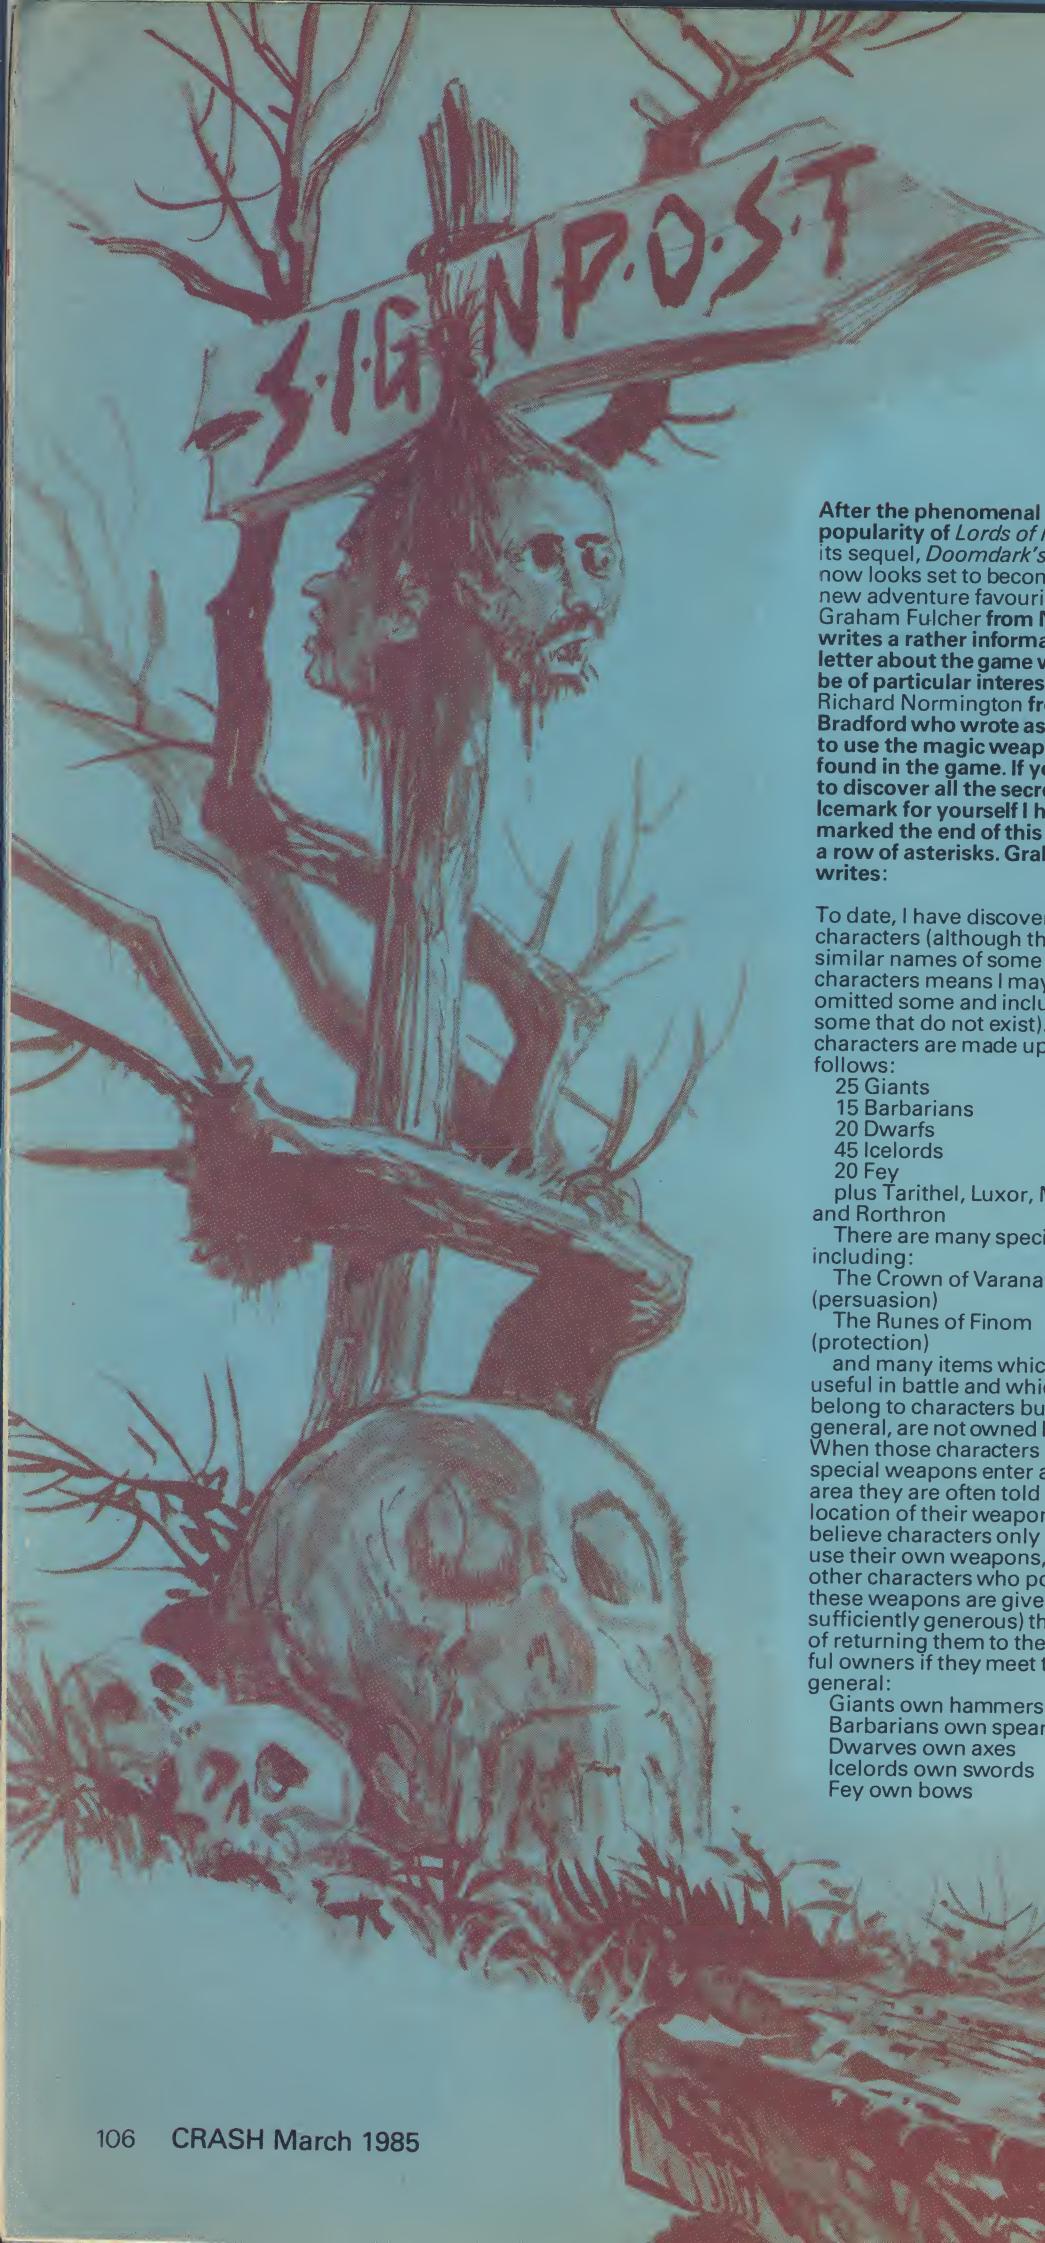 S·I·GNP·O·S·T
After the phenomenal
popularity of Lords of
its sequel, Doomdark's
now looks set to becom
new adventure favouri
Graham Fulcher from
writes a rather informa
letter about the game
be of particular interes
Richard Normington fr
Bradford who wrote as
to use the magic weap
found in the game. If yo
to discover all the secre
Icemark for yourself I h
marked the end of this
a row of asterisks. Gra
writes:
To date, I have discover
characters (although th
similar names of some
characters means I may
omitted some and inclu
some that do not exist).
characters are made up
follows:
25 Giants
15 Barbarians
20 Dwarfs
45 Icelords
20 Fey
plus Tarithel, Luxor,
and Rorthron
There are many speci
including:
The Crown of Varana
(persuasion)
The Runes of Finom
(protection)
and many items whic
useful in battle and whi
belong to characters bu
general, are not owned
When those characters
special weapons enter a
area they are often told
location of their weapon
believe characters only
use their own weapons,
other characters who po
these weapons are give
sufficiently generous) th
of returning them to the
ful owners if they meet t
general:
Giants own hammers
Barbarians own spear
Dwarves own axes
Icelords own swords
Fey own bows
106 CRASH March 1985